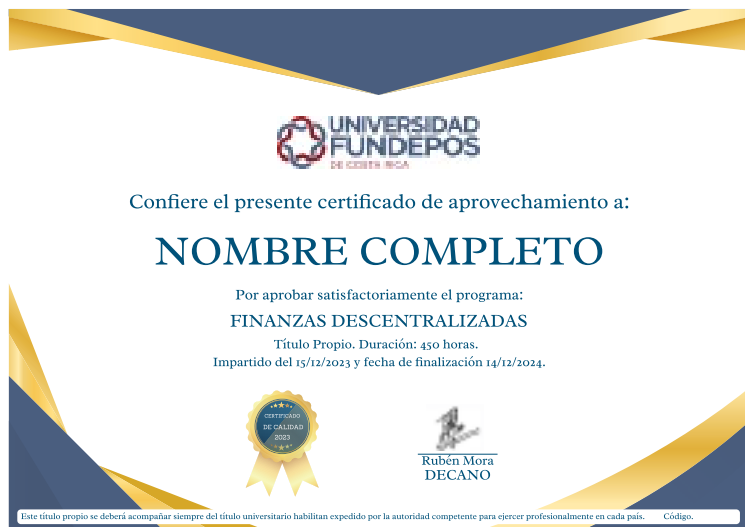 UNIVERSIDAD
FUNDEPOS
DE COSTA RICA
Confiere el presente certificado de aprovechamiento a:
NOMBRE COMPLETO
Por aprobar satisfactoriamente el programa:
FINANZAS DESCENTRALIZADAS
Título Propio. Duración: 450 horas.
Impartido del 15/12/2023 y fecha de finalización 14/12/2024.
CERTIFICADO
DE CALIDAD
2023
Rubén Mora
DECANO
Este título propio se deberá acompañar siempre del título universitario habilitan expedido por la autoridad competente para ejercer profesionalmente en cada país. Código.